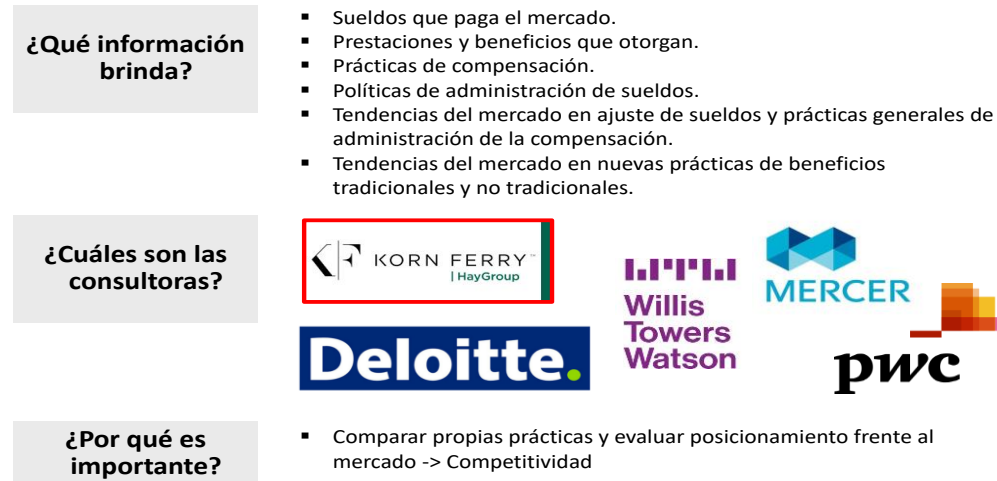 ¿Qué información
brinda?
▪ Sueldos que paga el mercado.
▪ Prestaciones y beneficios que otorgan.
▪ Prácticas de compensación.
▪ Políticas de administración de sueldos.
▪ Tendencias del mercado en ajuste de sueldos y prácticas generales de
administración de la compensación.
▪ Tendencias del mercado en nuevas prácticas de beneficios
tradicionales y no tradicionales.
¿Cuáles son las
consultoras?
KF KORN FERRY™
| HayGroup
Deloitte.
Willis
Towers
Watson
MERCER
pwc
¿Por qué es
importante?
▪ Comparar propias prácticas y evaluar posicionamiento frente al
mercado -> Competitividad